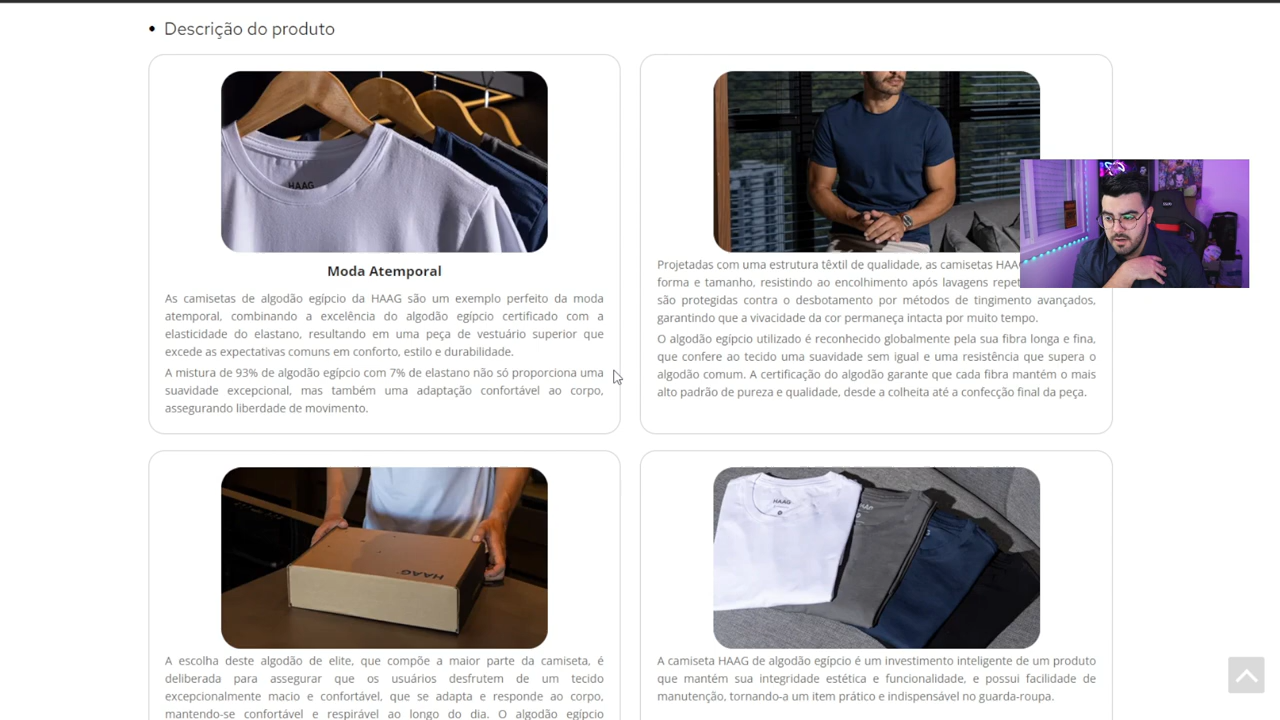 • Descrição do produto
HAAG
Moda Atemporal
As camisetas de algodão egípcio da HAAG são um exemplo perfeito da moda
atemporal, combinando a excelência do algodão egípcio certificado com a
elasticidade do elastano, resultando em uma peça de vestuário superior que
excede as expectativas comuns em conforto, estilo e durabilidade.
A mistura de 93% de algodão egípcio com 7% de elastano não só proporciona uma
suavidade excepcional, mas também uma adaptação confortável ao corpo,
assegurando liberdade de movimento.
Projetadas com uma estrutura têxtil de qualidade, as camisetas HAAG
forma e tamanho, resistindo ao encolhimento após lavagens
são protegidas contra o desbotamento por métodos de tingimento avançados,
garantindo que a vivacidade da cor permaneça intacta por muito tempo.
O algodão egípcio utilizado é reconhecido globalmente pela sua fibra longa e fina,
que confere ao tecido uma suavidade sem igual e uma resistência que supera o
algodão comum. A certificação do algodão garante que cada fibra mantém o mais
alto padrão de pureza e qualidade, desde a colheita até a confecção final da peça.
HAAG
A escolha deste algodão de elite, que compõe a maior parte da camiseta, é
deliberada para assegurar que os usuários desfrutem de um tecido
excepcionalmente macio e confortável, que se adapta e responde ao corpo,
mantendo-se confortável e respirável ao longo do dia. O algodão egípcio
HAAG
HAAG
A camiseta HAAG de algodão egípcio é um investimento inteligente de um produto
que mantém sua integridade estética e funcionalidade, e possui facilidade de
manutenção, tornando-a um item prático e indispensável no guarda-roupa.